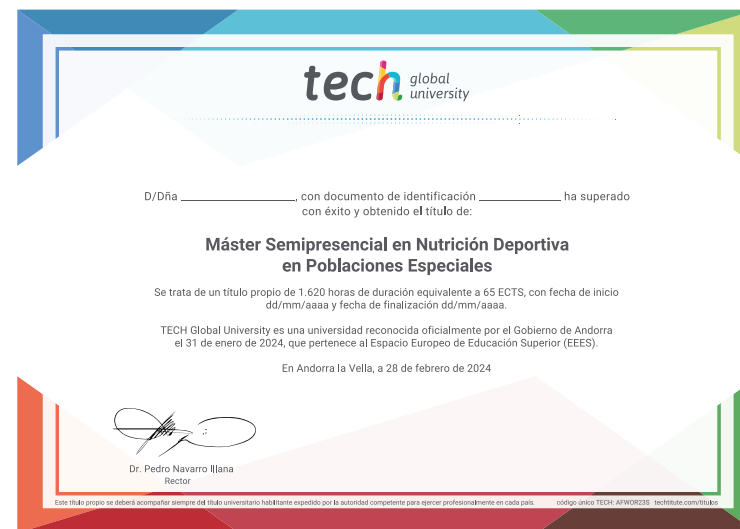 tech global university
D/Dña ____________________, con documento de identificación ______________ ha superado
con éxito y obtenido el título de:
Máster Semipresencial en Nutrición Deportiva
en Poblaciones Especiales
Se trata de un título propio de 1.620 horas de duración equivalente a 65 ECTS, con fecha de inicio
dd/mm/aaaa y fecha de finalización dd/mm/aaaa.
TECH Global University es una universidad reconocida oficialmente por el Gobierno de Andorra
el 31 de enero de 2024, que pertenece al Espacio Europeo de Educación Superior (EEES).
En Andorra la Vella, a 28 de febrero de 2024
Dr. Pedro Navarro Illana
Rector
Este título propio se deberá acompañar siempre del título universitario habilitante expedido por la autoridad competente para ejercer profesionalmente en cada país. código único TECH: AFWOR23S techtitute.com/titulos